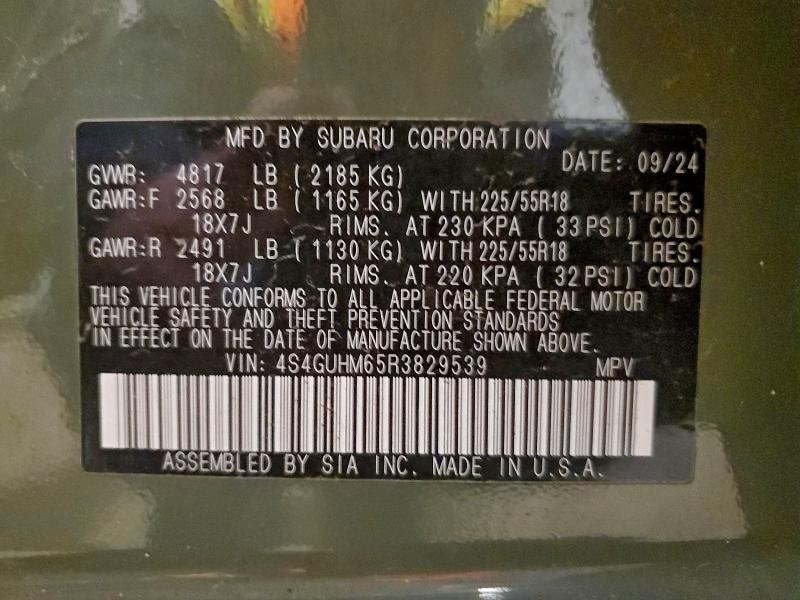 MFD BY SUBARU CORPORATION
DATE: 09/24
GVWR: 4817 LB ( 2185 KG)
GAWR:F 2568 LB ( 1165 KG) WITH 225/55R18 TIRES.
18X7J RIMS. AT 230 KPA ( 33 PSI) COLD
GAWR:R 2491 LB ( 1130 KG) WITH 225/55R18 TIRES.
18X7J RIMS. AT 220 KPA ( 32 PSI) COLD
THIS VEHICLE CONFORMS TO ALL APPLICABLE FEDERAL MOTOR
VEHICLE SAFETY AND THEFT PREVENTION STANDARDS
IN EFFECT ON THE DATE OF MANUFACTURE SHOWN ABOVE.
VIN: 4S4GUHM65R3829539 MPV
ASSEMBLED BY SIA INC. MADE IN U.S.A.